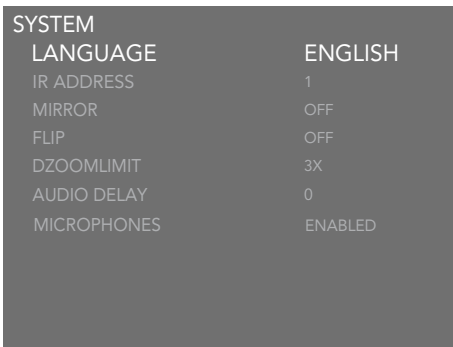 SYSTEM
LANGUAGE ENGLISH
IR ADDRESS 1
MIRROR OFF
FLIP OFF
DZOOMLIMIT 3X
AUDIO DELAY 0
MICROPHONES ENABLED